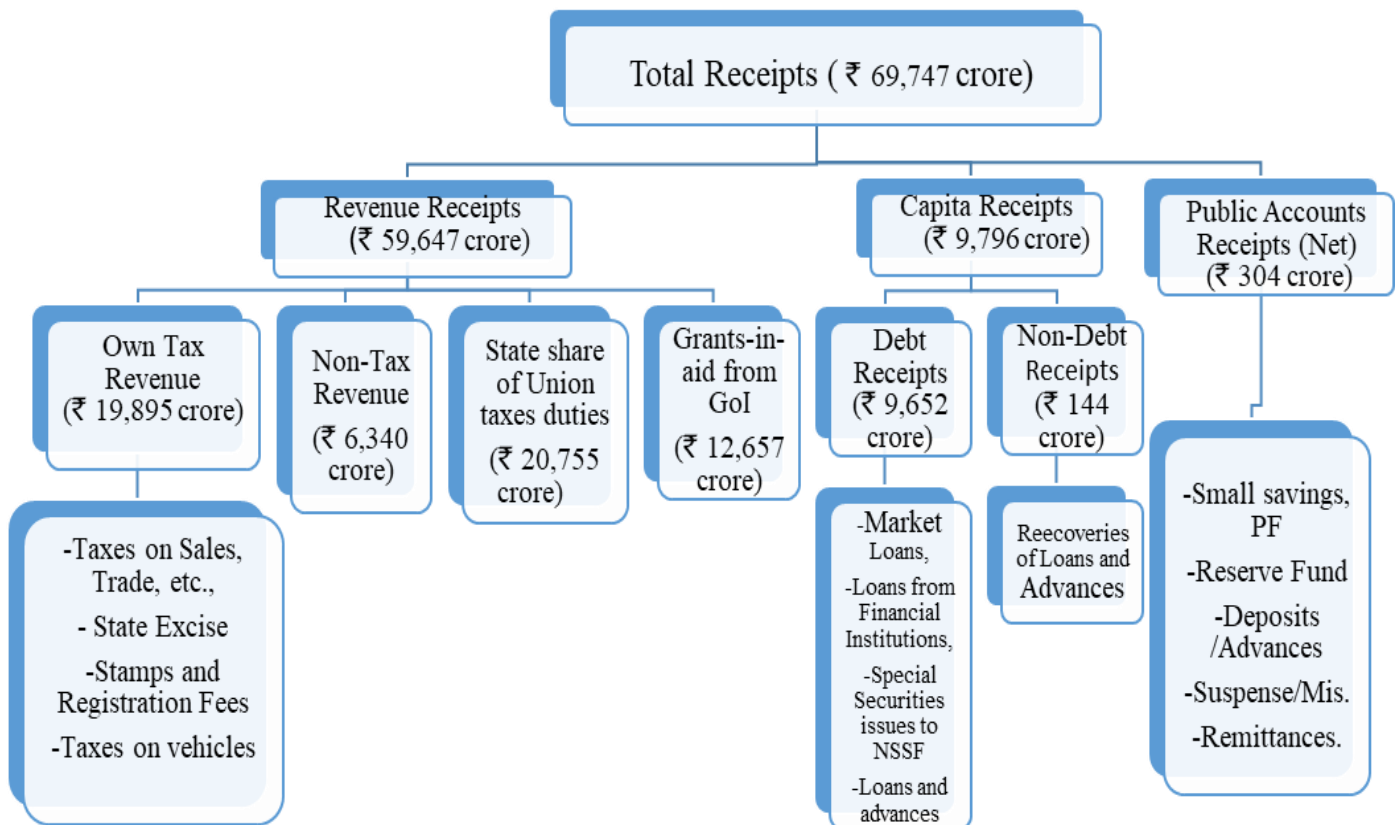 Total Receipts ( ₹ 69,747 crore)
Revenue Receipts
(₹ 59,647 crore)
Capita Receipts
(₹ 9,796 crore)
Public Accounts
Receipts (Net)
(₹ 304 crore)
Own Tax
Revenue
(₹ 19,895 crore)
Non-Tax
Revenue
(₹ 6,340
crore)
State share
of Union
taxes duties
(₹ 20,755
crore)
Grants-in-
aid from
GoI
(₹ 12,657
crore)
Debt
Receipts
(₹ 9,652
crore)
Non-Debt
Receipts
(₹ 144
crore)
-Taxes on Sales,
Trade, etc.,
- State Excise
-Stamps and
Registration Fees
-Taxes on vehicles
-Market
Loans,
-Loans from
Financial
Institutions,
-Special
Securities
issues to
NSSF
-Loans and
advances
Reecoveries
of Loans and
Advances
-Small savings,
PF
-Reserve Fund
-Deposits
/Advances
-Suspense/Mis.
-Remittances.